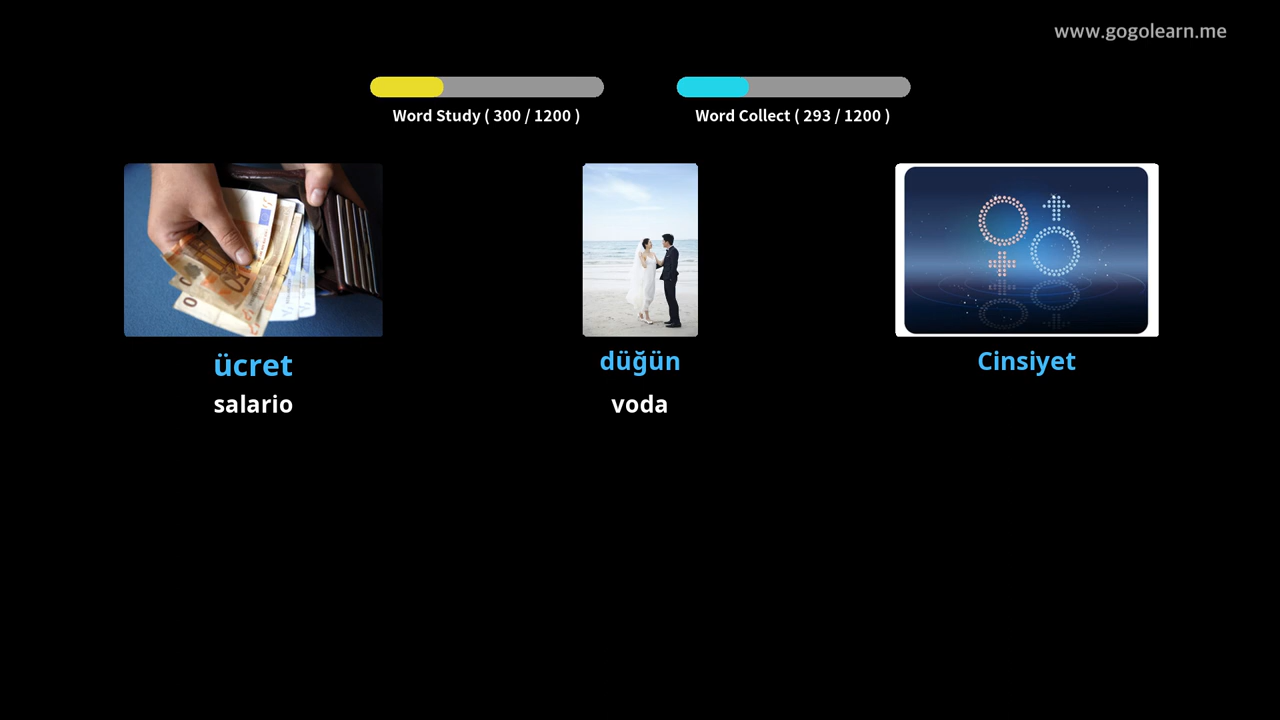 www.gogolearn.me
Word Study ( 300 / 1200 )
Word Collect ( 293 / 1200 )
ücret
düğün
Cinsiyet
salario
voda